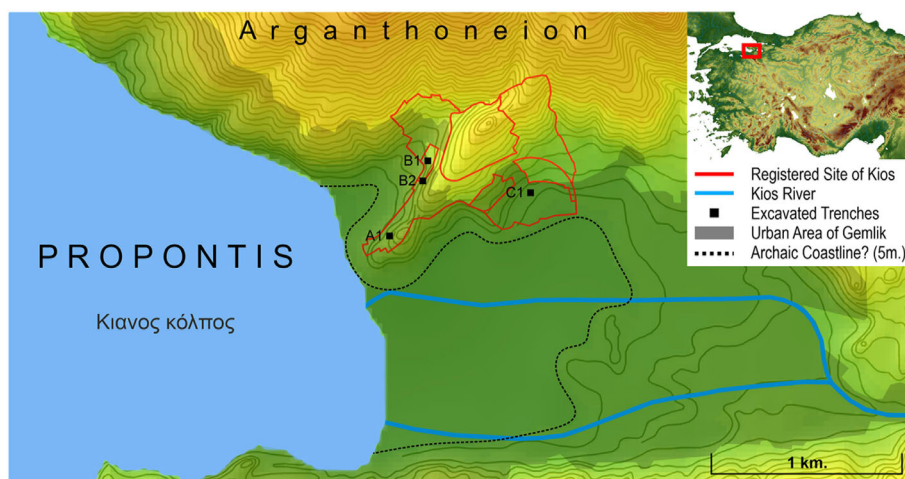 Arganthoneion
B1
B2
C1
A1
PROPONTIS
Κιανος κόλπος
Registered Site of Kios
Kios River
Excavated Trenches
Urban Area of Gemlik
Archaic Coastline? (5m.)
1 km.